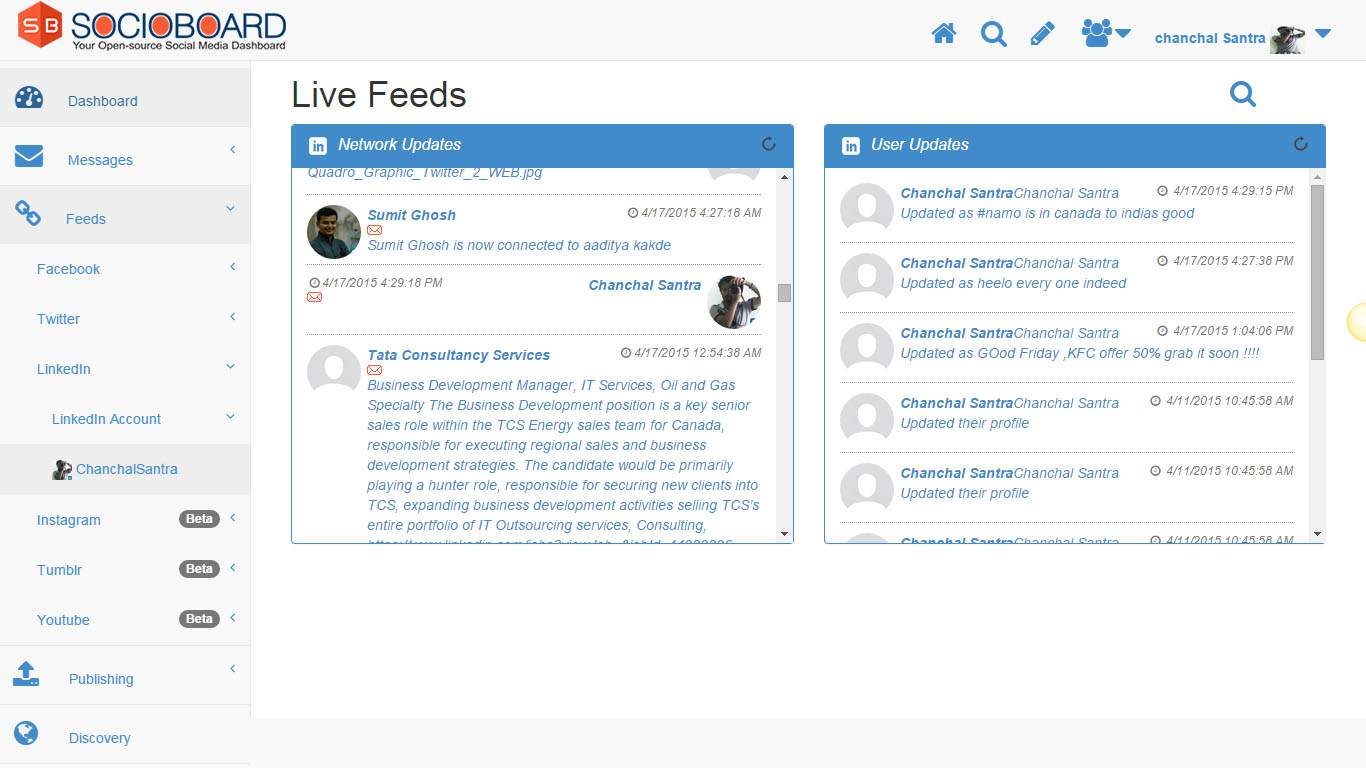 SB SOCIOBOARD
Your Open-source Social Media Dashboard
chanchal Santra
Dashboard
Messages
Feeds
Facebook
Twitter
LinkedIn
LinkedIn Account
ChanchalSantra
Instagram Beta
Tumblr Beta
Youtube Beta
Publishing
Discovery
Live Feeds
in Network Updates
Quadro_Graphic_Twitter_2_WEB.jpg
Sumit Ghosh 4/17/2015 4:27:18 AM
Sumit Ghosh is now connected to aaditya kakde
4/17/2015 4:29:18 PM Chanchal Santra
Tata Consultancy Services 4/17/2015 12:54:38 AM
Business Development Manager, IT Services, Oil and Gas
Specialty The Business Development position is a key senior
sales role within the TCS Energy sales team for Canada,
responsible for executing regional sales and business
development strategies. The candidate would be primarily
playing a hunter role, responsible for securing new clients into
TCS, expanding business development activities selling TCS's
entire portfolio of IT Outsourcing services, Consulting,
in User Updates
Chanchal SantraChanchal Santra 4/17/2015 4:29:15 PM
Updated as #namo is in canada to indias good
Chanchal SantraChanchal Santra 4/17/2015 4:27:38 PM
Updated as heelo every one indeed
Chanchal SantraChanchal Santra 4/17/2015 1:04:06 PM
Updated as GOod Friday ,KFC offer 50% grab it soon !!!!
Chanchal SantraChanchal Santra 4/11/2015 10:45:58 AM
Updated their profile
Chanchal SantraChanchal Santra 4/11/2015 10:45:58 AM
Updated their profile
Chanchal SantraChanchal Santra 4/11/2015 10:45:58 AM